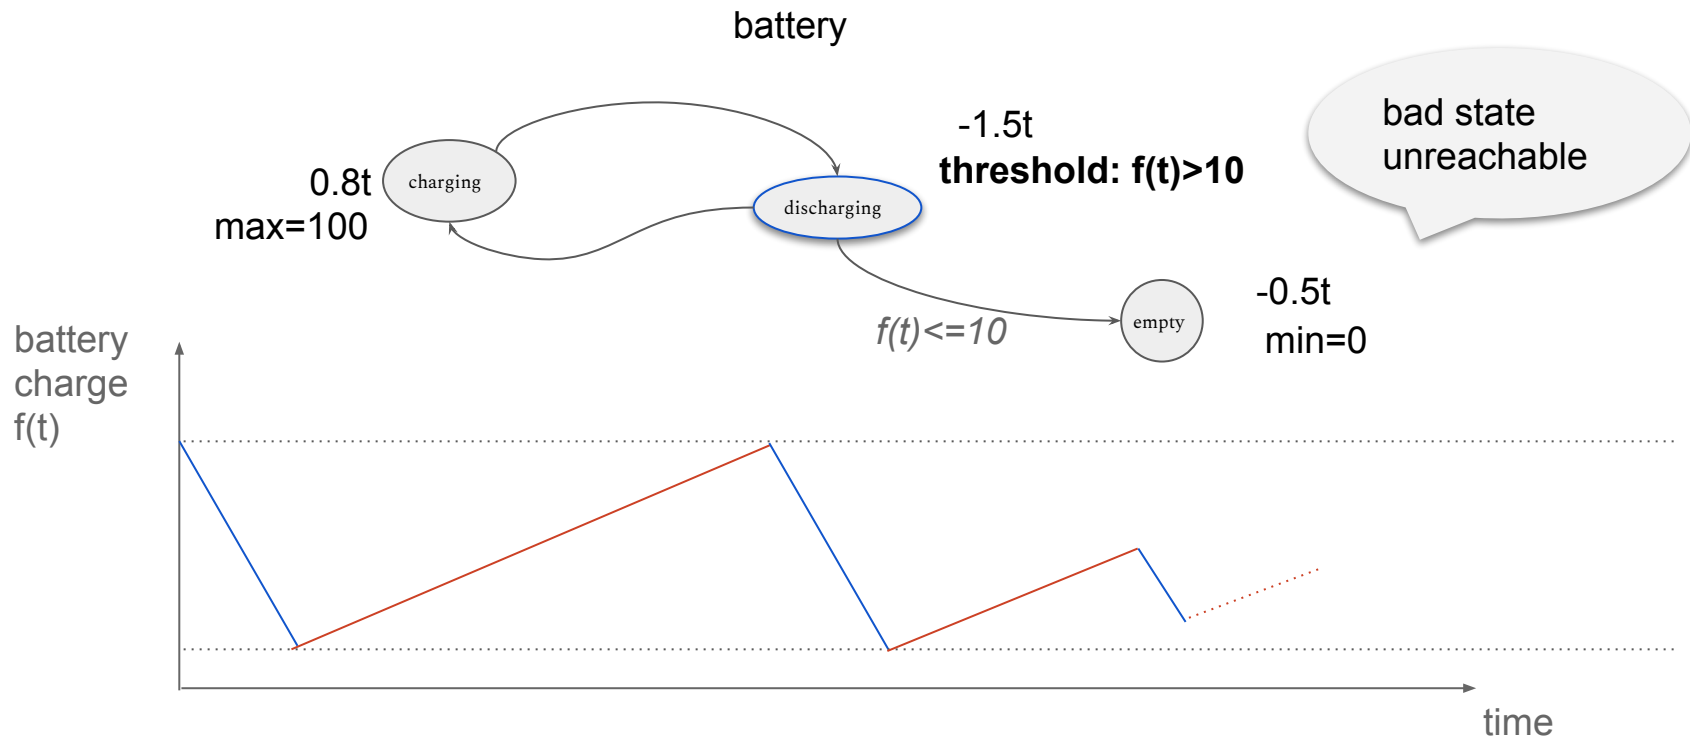 battery
-1.5t
threshold: f(t)>10
bad state
unreachable
0.8t
max=100
charging
discharging
f(t)<=10
empty
-0.5t
min=0
battery
charge
f(t)
time